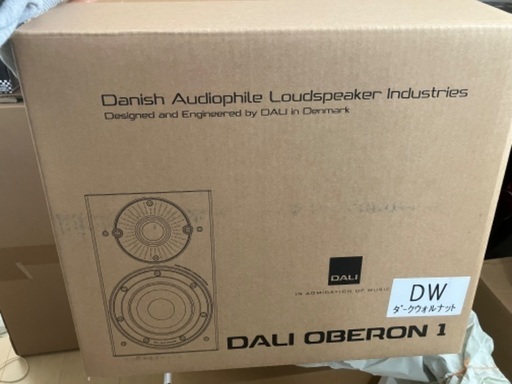 Danish Audiophile Loudspeaker Industries
Designed and Engineered by DALI in Denmark
DALI
IN ADMIRATION OF MUSIC
DW
ダークウォルナット
DALI OBERON 1